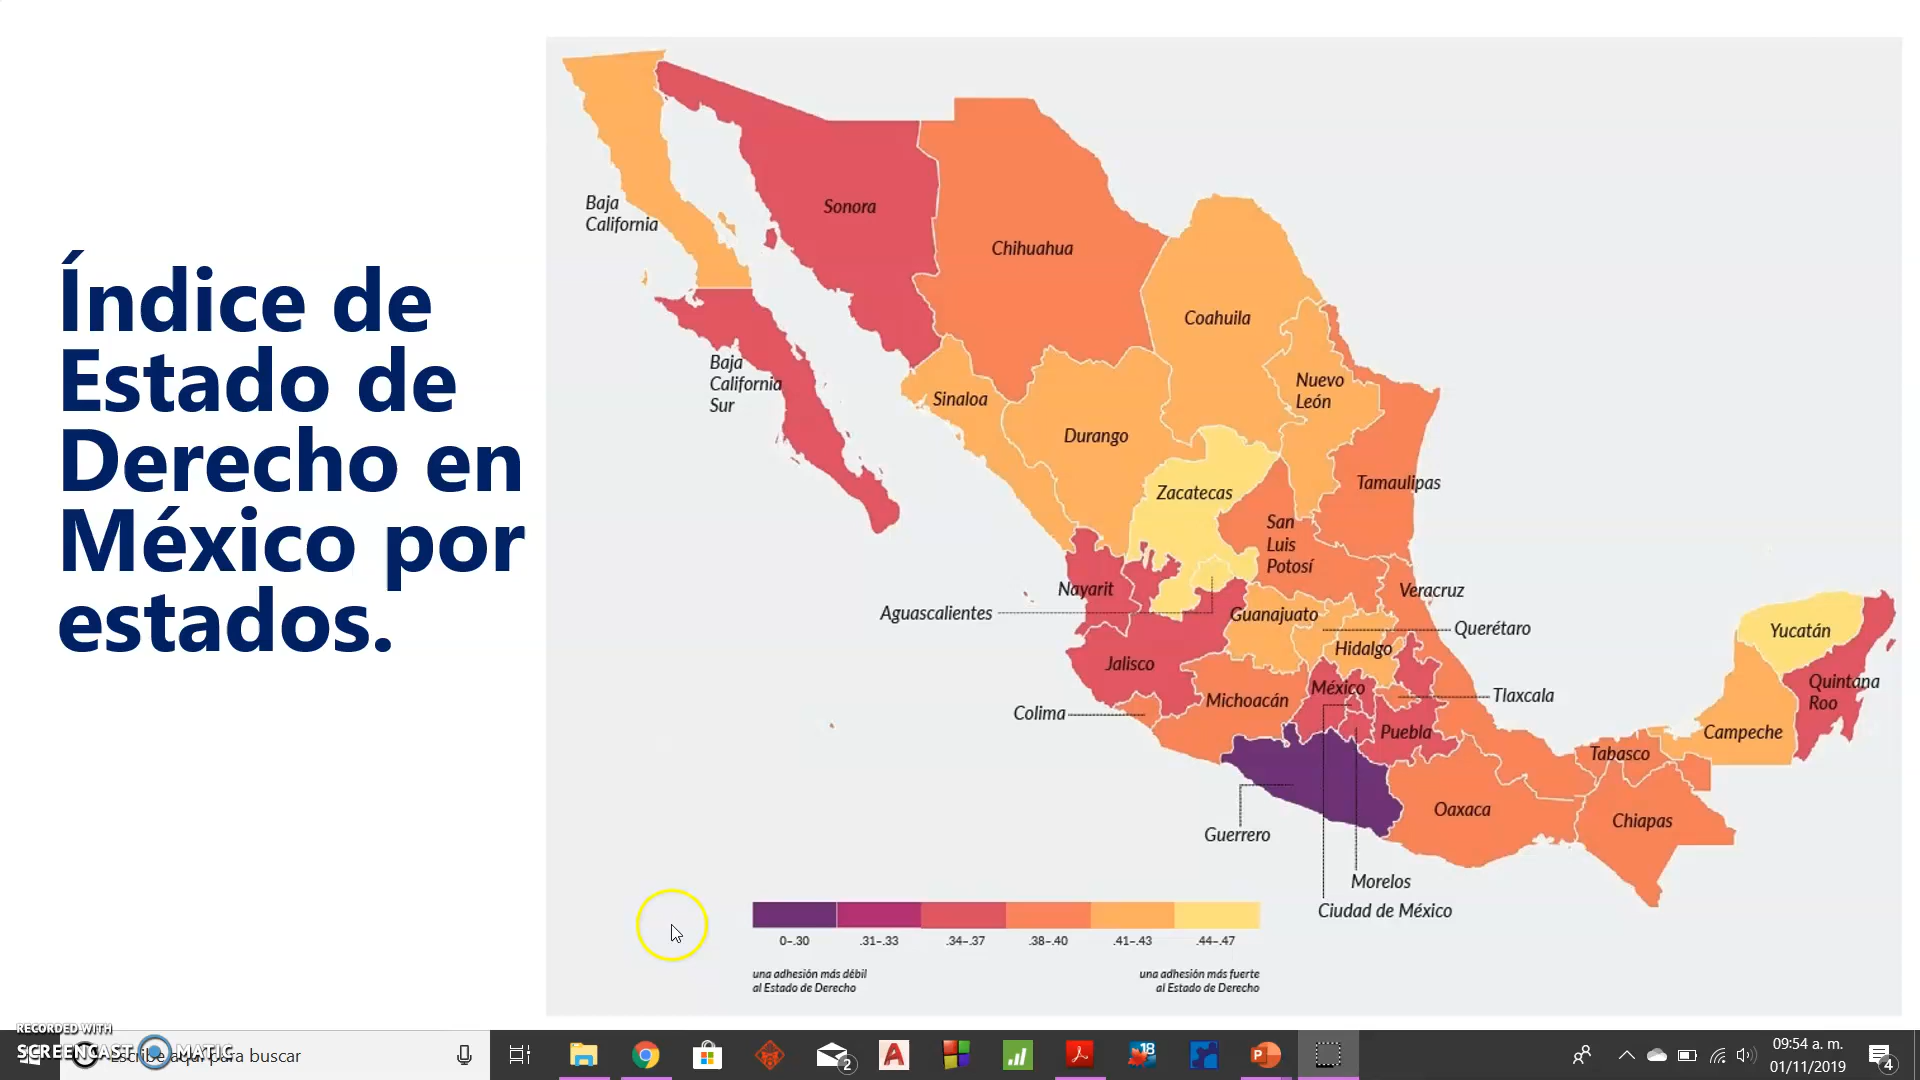 Índice de
Estado de
Derecho en
México por
estados.
Baja
California
Sonora
Chihuahua
Coahuila
Baja
California
Sur
Sinaloa
Nuevo
León
Durango
Tamaulipas
Zacatecas
San
Luis
Potosí
Nayarit
Veracruz
Aguascalientes
Guanajuato
Querétaro
Yucatán
Hidalgo
Jalisco
México
Quintana
Roo
Tlaxcala
Michoacán
Colima
Puebla
Campeche
Tabasco
Oaxaca
Chiapas
Guerrero
Morelos
Ciudad de México
0-.30
.31-.33
.34-.37
.38-.40
.41-.43
.44-.47
una adhesión más débil
al Estado de Derecho
una adhesión más fuerte
al Estado de Derecho
RECORDED WITH
SCREENCAST MATIC
Escribe aquí para buscar
2
18
09:54 a. m.
01/11/2019
4